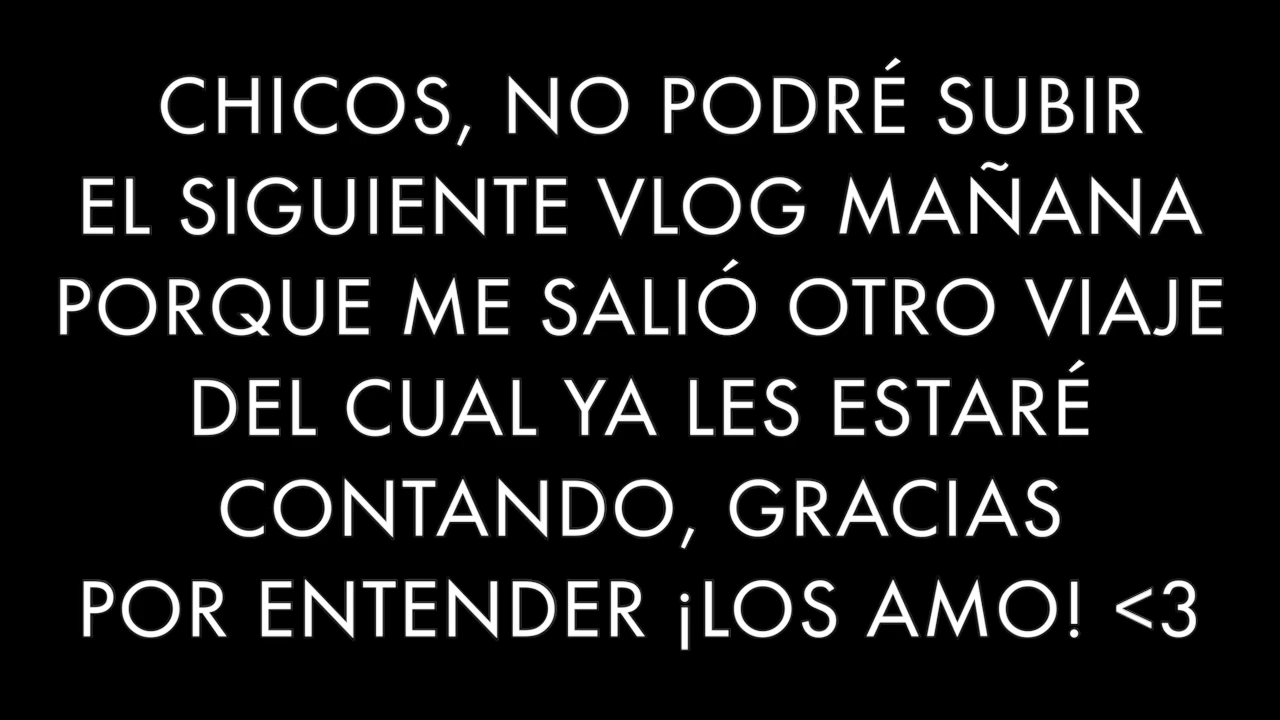 CHICOS, NO PODRÉ SUBIR
EL SIGUIENTE VLOG MAÑANA
PORQUE ME SALIÓ OTRO VIAJE
DEL CUAL YA LES ESTARÉ
CONTANDO, GRACIAS
POR ENTENDER ¡LOS AMO! <3